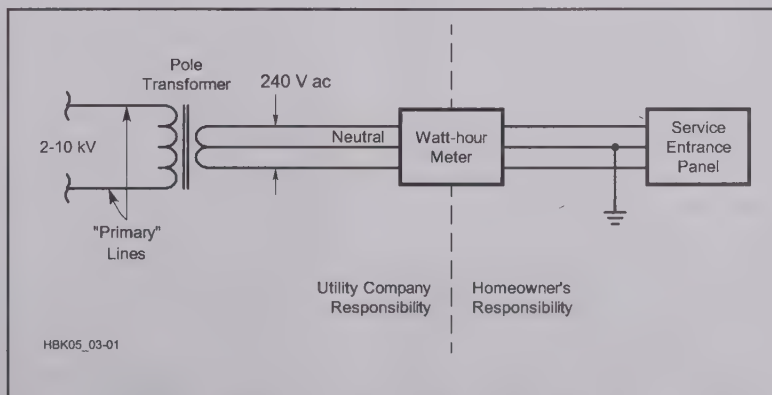 Pole
Transformer
240 V ac
2-10 kV
Neutral
Watt-hour
Meter
Service
Entrance
Panel
"Primary"
Lines
Utility Company
Responsibility
Homeowner's
Responsibility
HBK05_03-01